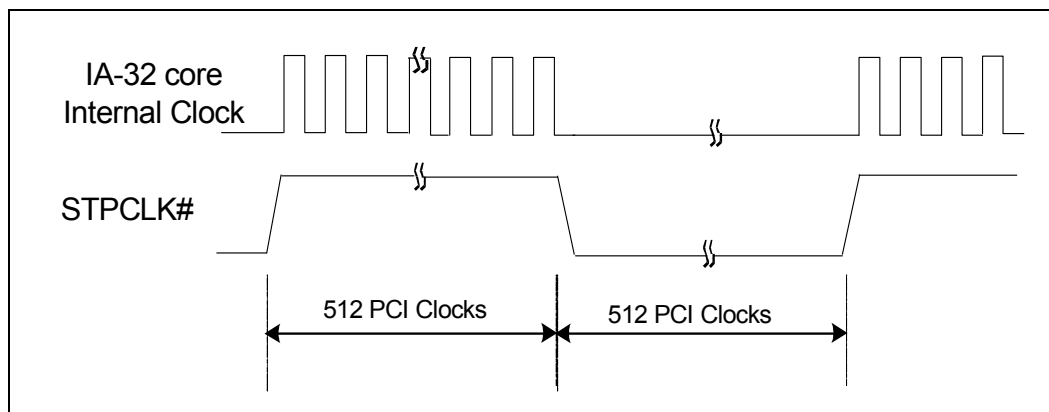 IA-32 core
Internal Clock
STPCLK#
512 PCI Clocks
512 PCI Clocks